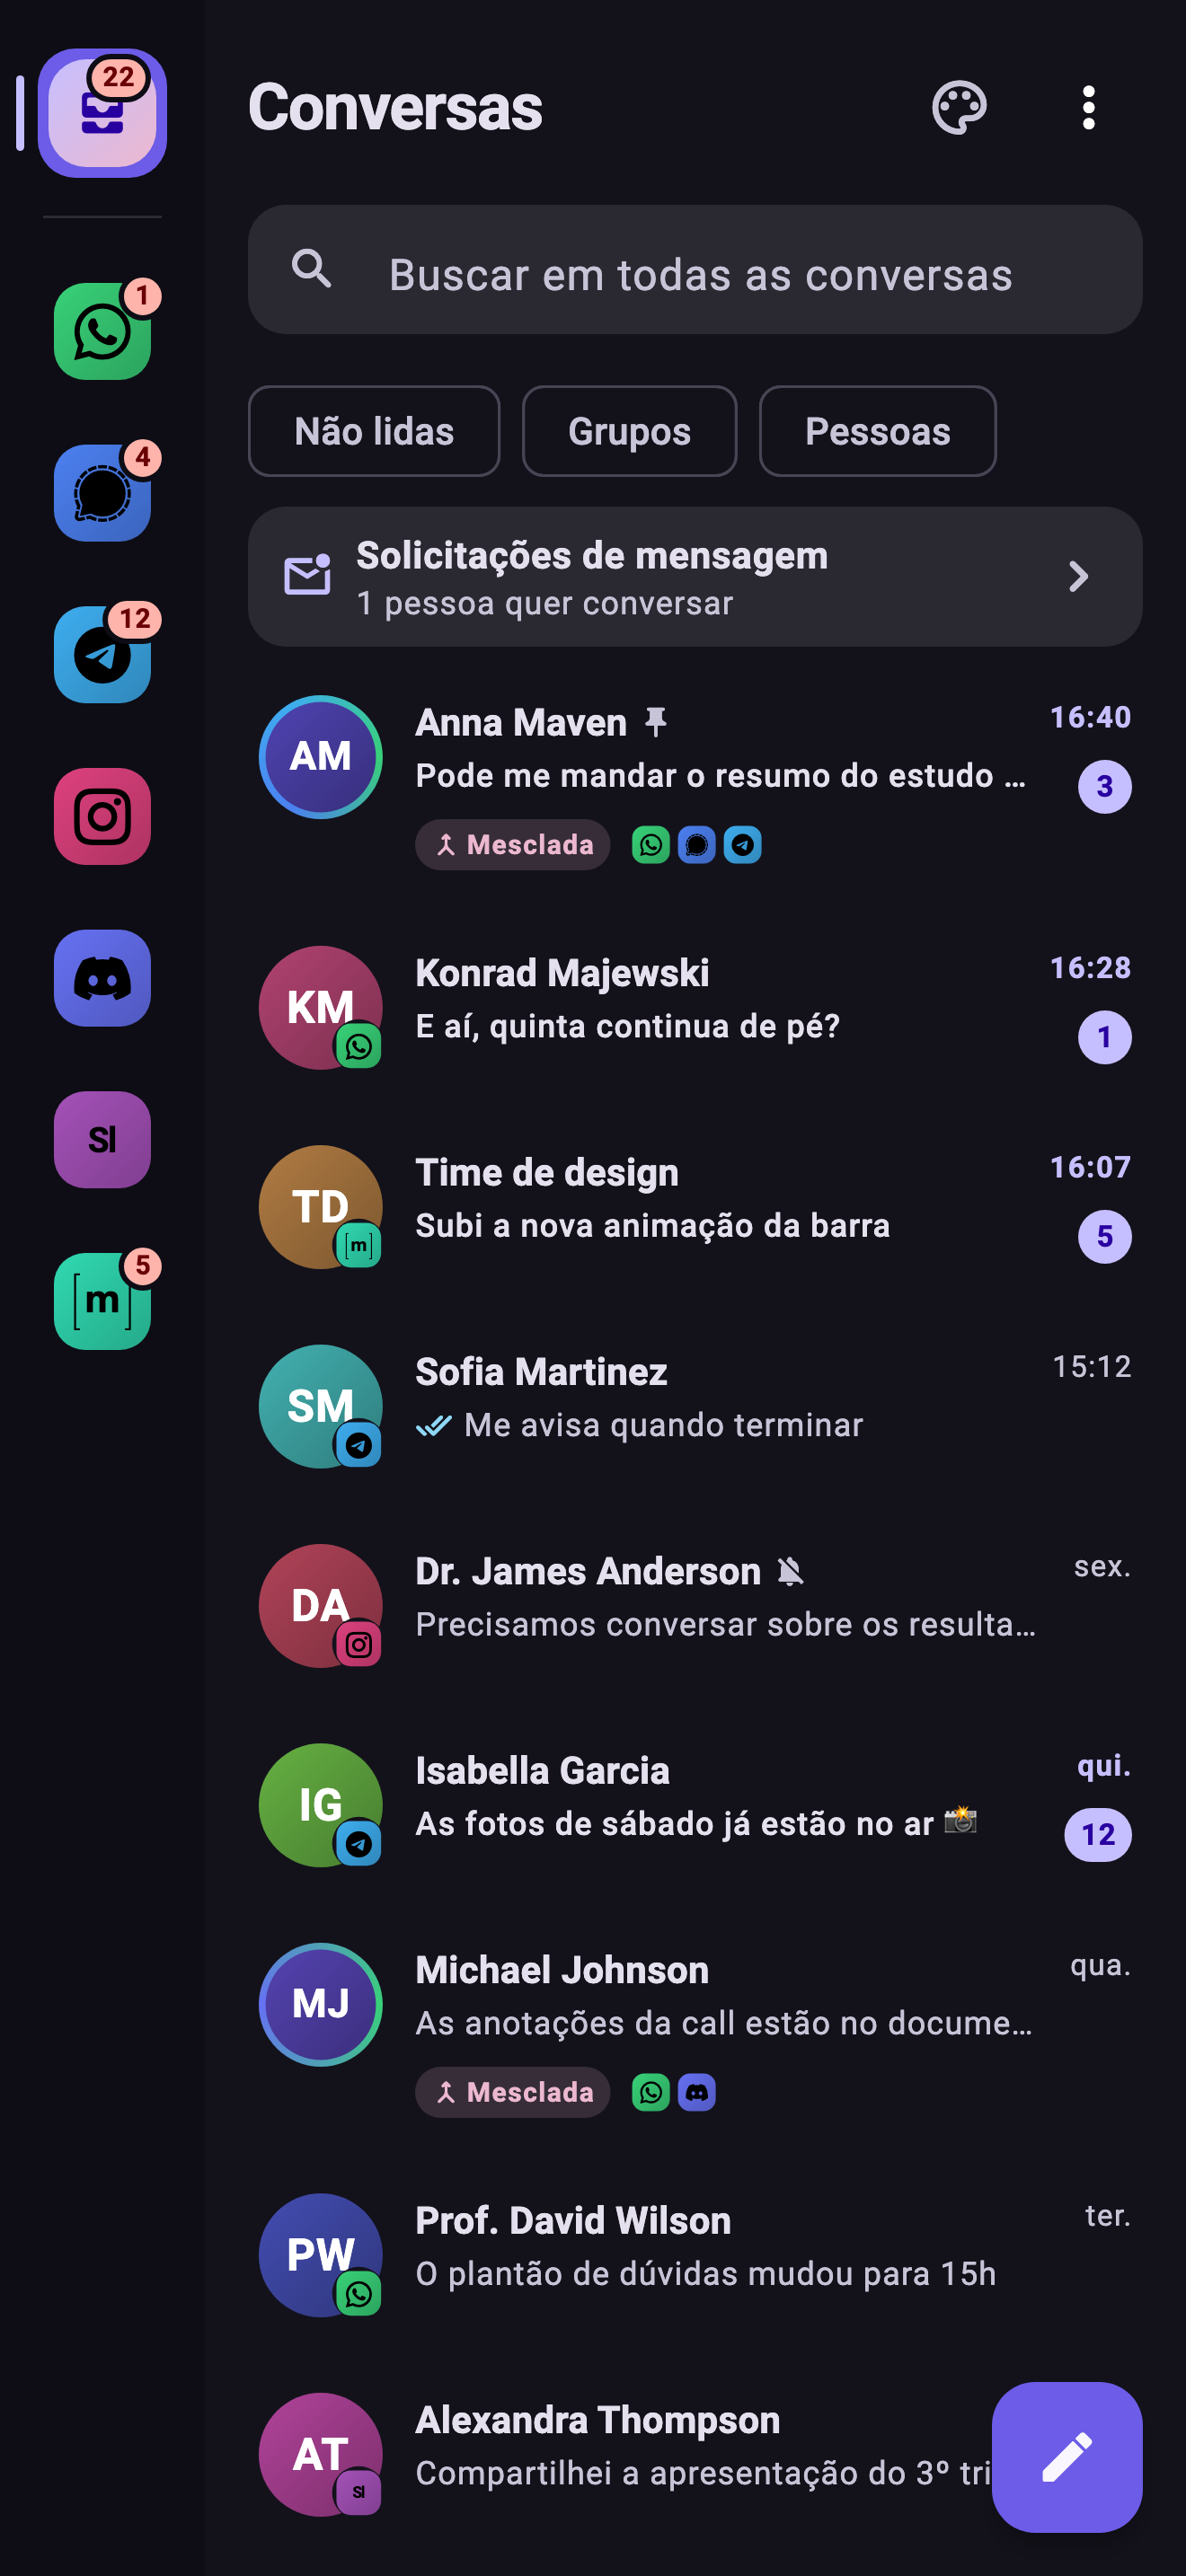 22
Conversas
Buscar em todas as conversas
1
Não lidas
Grupos
Pessoas
4
Solicitações de mensagem
1 pessoa quer conversar
12
AM
Anna Maven
16:40
Pode me mandar o resumo do estudo …
3
Mesclada
KM
Konrad Majewski
16:28
E aí, quinta continua de pé?
1
SI
TD
[m]
Time de design
16:07
Subi a nova animação da barra
5
[m]
5
SM
Sofia Martinez
15:12
Me avisa quando terminar
DA
Dr. James Anderson
sex.
Precisamos conversar sobre os resulta…
IG
Isabella Garcia
qui.
As fotos de sábado já estão no ar 📸
12
MJ
Michael Johnson
qua.
As anotações da call estão no docume…
Mesclada
PW
Prof. David Wilson
ter.
O plantão de dúvidas mudou para 15h
AT
SI
Alexandra Thompson
Compartilhei a apresentação do 3º tri